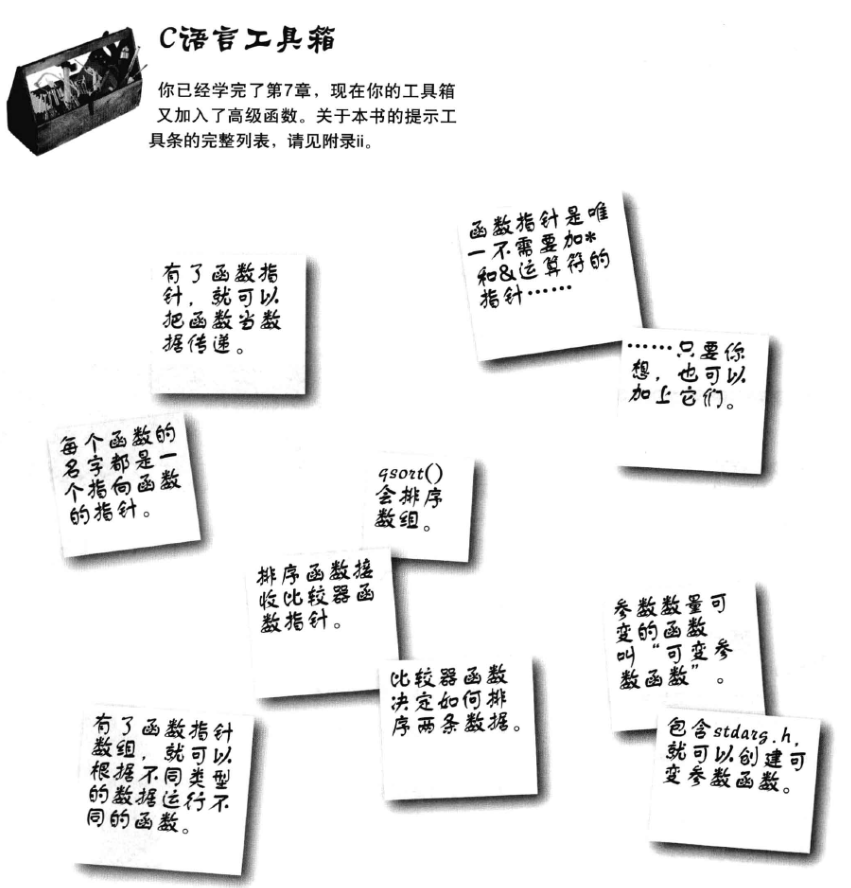 C语言工具箱
你已经学完了第7章，现在你的工具箱
又加入了高级函数。关于本书的提示工
具条的完整列表，请见附录ii。
函数指针是唯
一不需要加*
和&运算符的
指针……
……只要你
想，也可以
加上它们。
有了函数指
针，就可以
把函数当数
据传递。
每个函数的
名字都是一
个指向函数
的指针。
qsort()
会排序
数组。
排序函数接
收比较器函
数指针。
比较器函数
决定如何排
序两条数据。
参数数量可
变的函数
叫“可变参
数函数”。
包含stdarg.h，
就可以创建可
变参数函数。
有了函数指针
数组，就可以
根据不同类型
的数据运行不
同的函数。